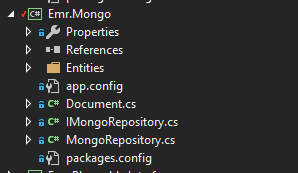 C# Emr.Mongo
Properties
References
Entities
app.config
C# Document.cs
C# IMongoRepository.cs
C# MongoRepository.cs
packages.config